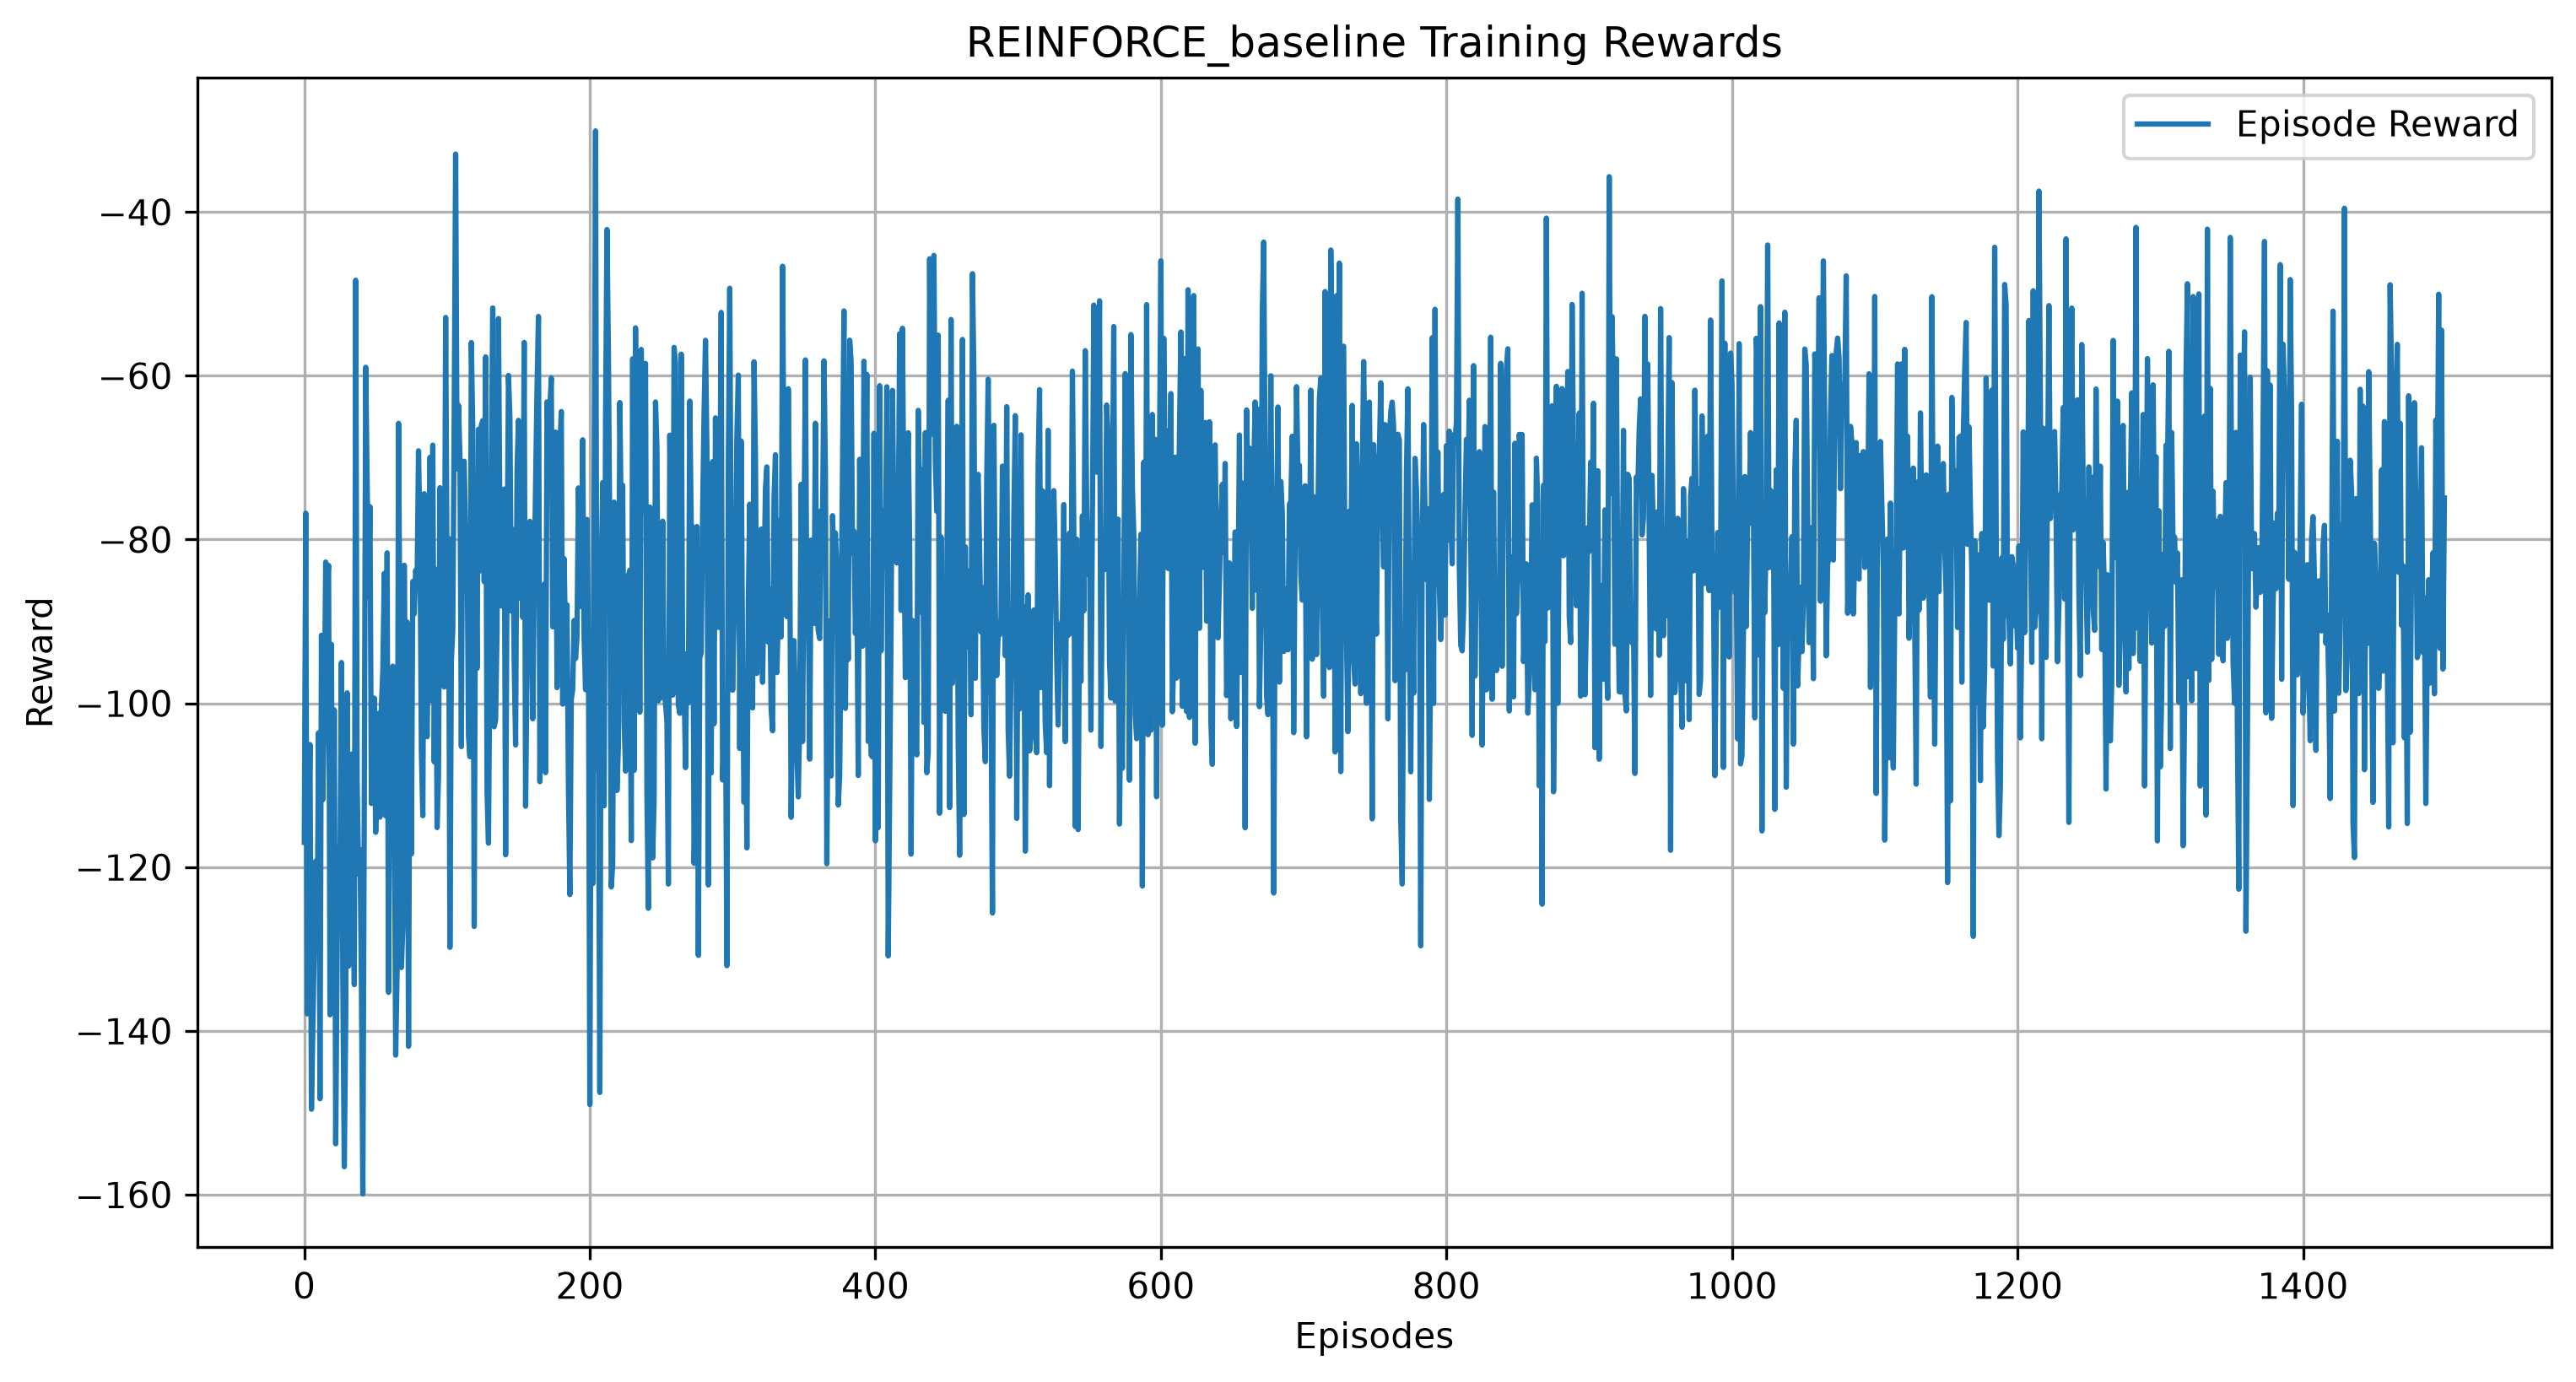 REINFORCE_baseline Training Rewards
Episode Reward
Reward
−40
−60
−80
−100
−120
−140
−160
0 200 400 600 800 1000 1200 1400
Episodes